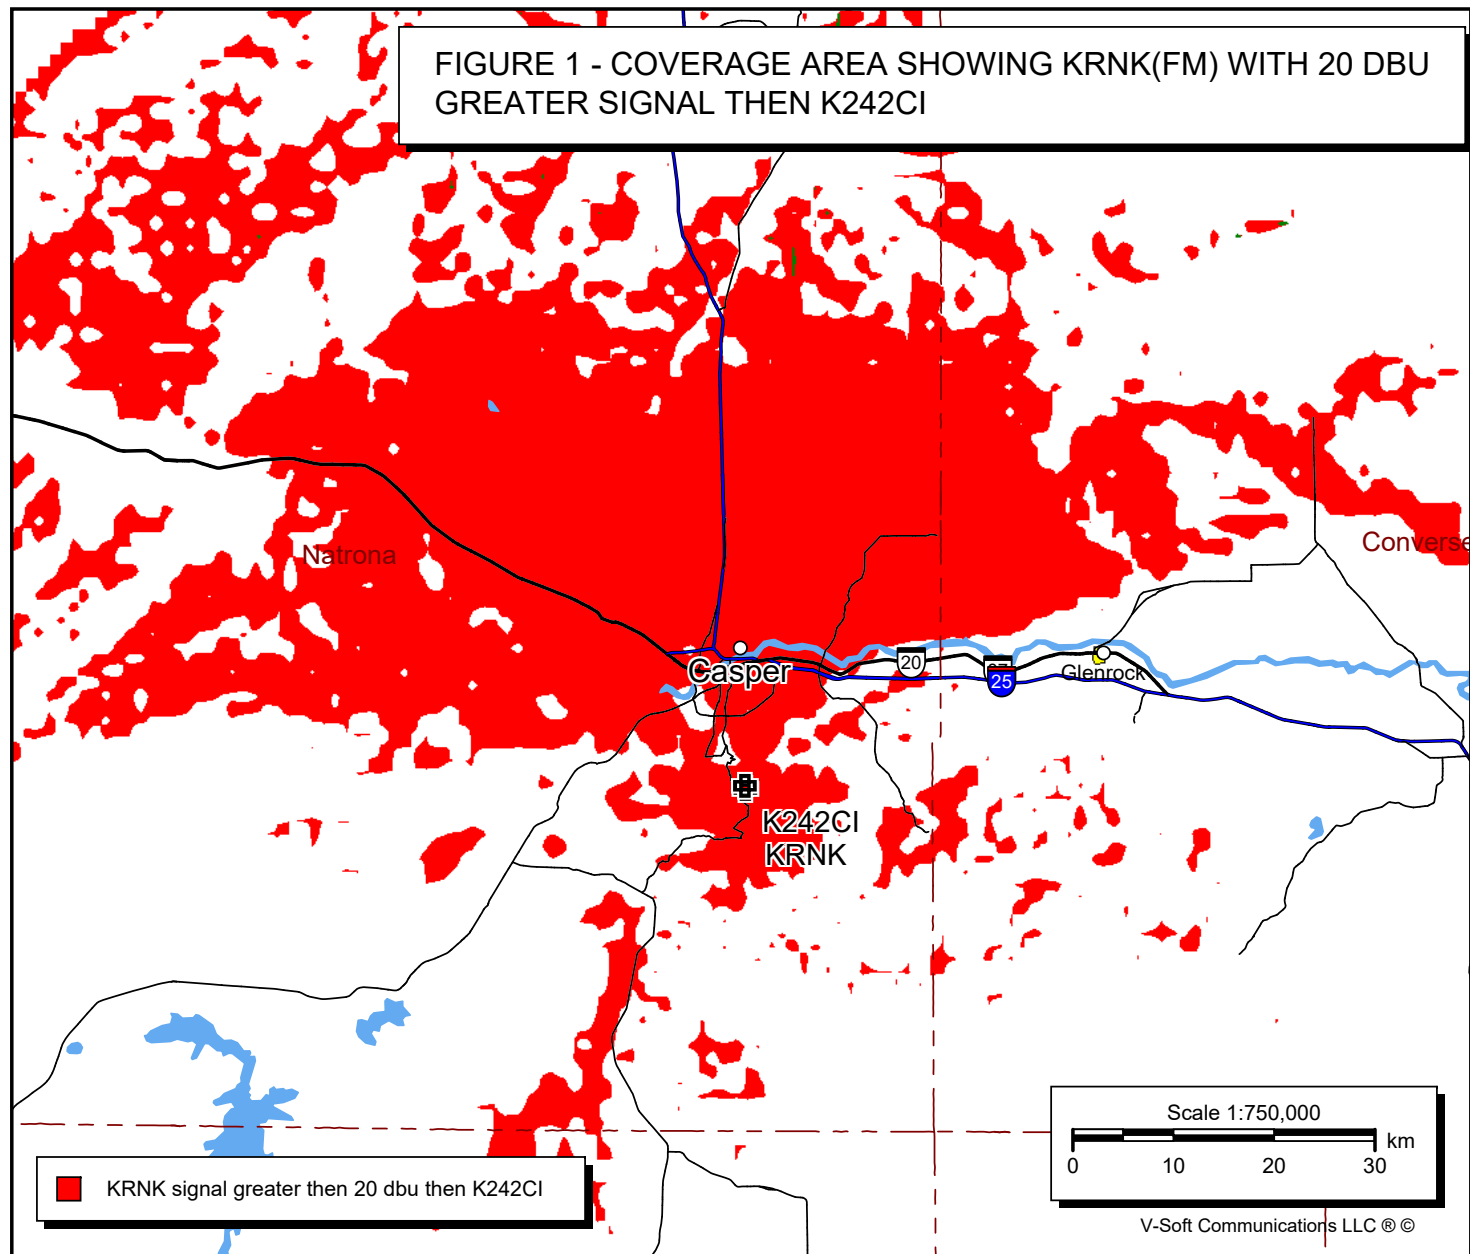 FIGURE 1 - COVERAGE AREA SHOWING KRNK(FM) WITH 20 DBU
GREATER SIGNAL THEN K242CI
Natrona
Converse
Casper
20
25
Glenrock
K242CI
KRNK
Scale 1:750,000
km
0 10 20 30
KRNK signal greater then 20 dbu then K242CI
V-Soft Communications LLC ® ©